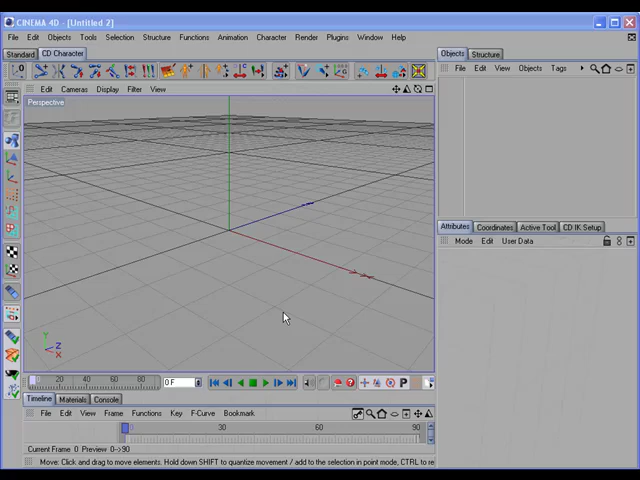 CINEMA 4D - [Untitled 2]
File Edit Objects Tools Selection Structure Functions Animation Character Render Plugins Window Help
Standard CD Character
Objects Structure
File Edit View Objects Tags
Edit Cameras Display Filter View
Perspective
Attributes Coordinates Active Tool CD IK Setup
Mode Edit User Data
Y
Z
X
0 20 40 60 80 0 F
P
Timeline Materials Console
File Edit View Frame Functions Key F-Curve Bookmark
0 30 60 90
Current Frame 0 Preview 0->90
Move: Click and drag to move elements. Hold down SHIFT to quantize movement / add to the selection in point mode, CTRL to re